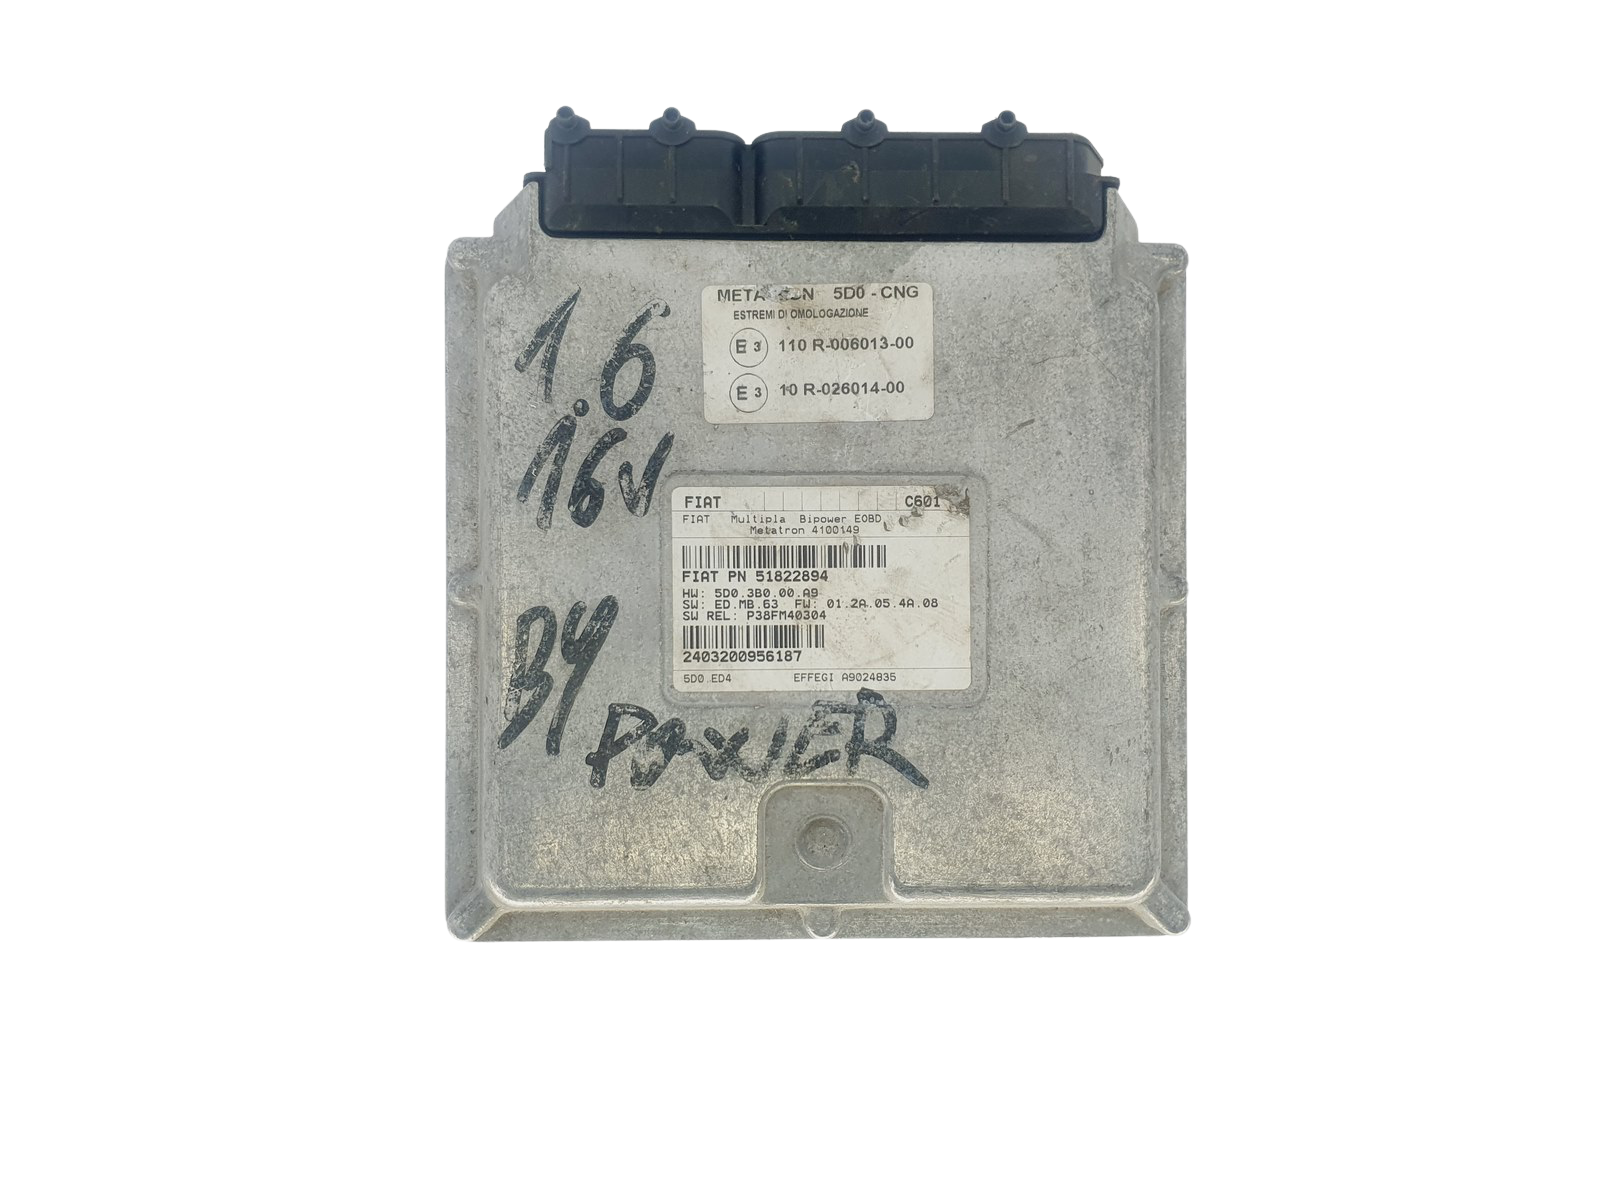 5D0 - CNG
ESTREMI DI OMOLOGAZIONE
E 3 110 R-006013-00
E 3 10 R-026014-00
1.6
16V
FIAT C601
FIAT Multipla Bipower EOBD
Metatron 4100149
FIAT PN 51822894
HW: 5D0.3B0.00.A9
SW: ED.MB.63 FW: 01.2A.05.4A.08
SW REL: P38FM40304
2403200956187
5D0.ED4 EFFEGI A9024835
BY
POWER